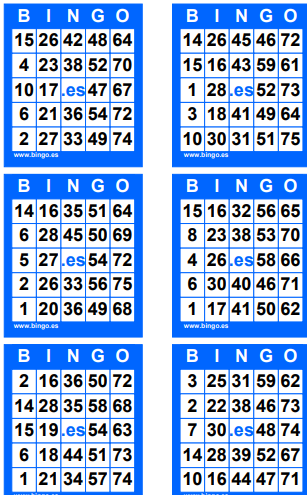 B I N G O
15 26 42 48 64
4 23 38 52 70
10 17 .es 47 67
6 21 36 54 72
2 27 33 49 74
www.bingo.es
B I N G O
14 26 45 46 72
15 16 43 59 61
1 28 .es 52 73
3 18 41 49 64
10 30 31 51 75
www.bingo.es
B I N G O
14 16 35 51 64
6 28 45 50 69
5 27 .es 54 72
2 26 33 56 75
1 20 36 49 68
www.bingo.es
B I N G O
15 16 32 56 65
8 23 38 53 70
4 26 .es 58 66
6 30 40 46 71
1 17 41 50 62
www.bingo.es
B I N G O
2 16 36 50 72
14 28 35 58 68
15 19 .es 54 63
6 18 44 51 73
1 21 34 57 74
B I N G O
3 25 31 59 62
2 22 38 46 73
7 30 .es 48 74
14 28 39 52 67
10 16 44 47 71